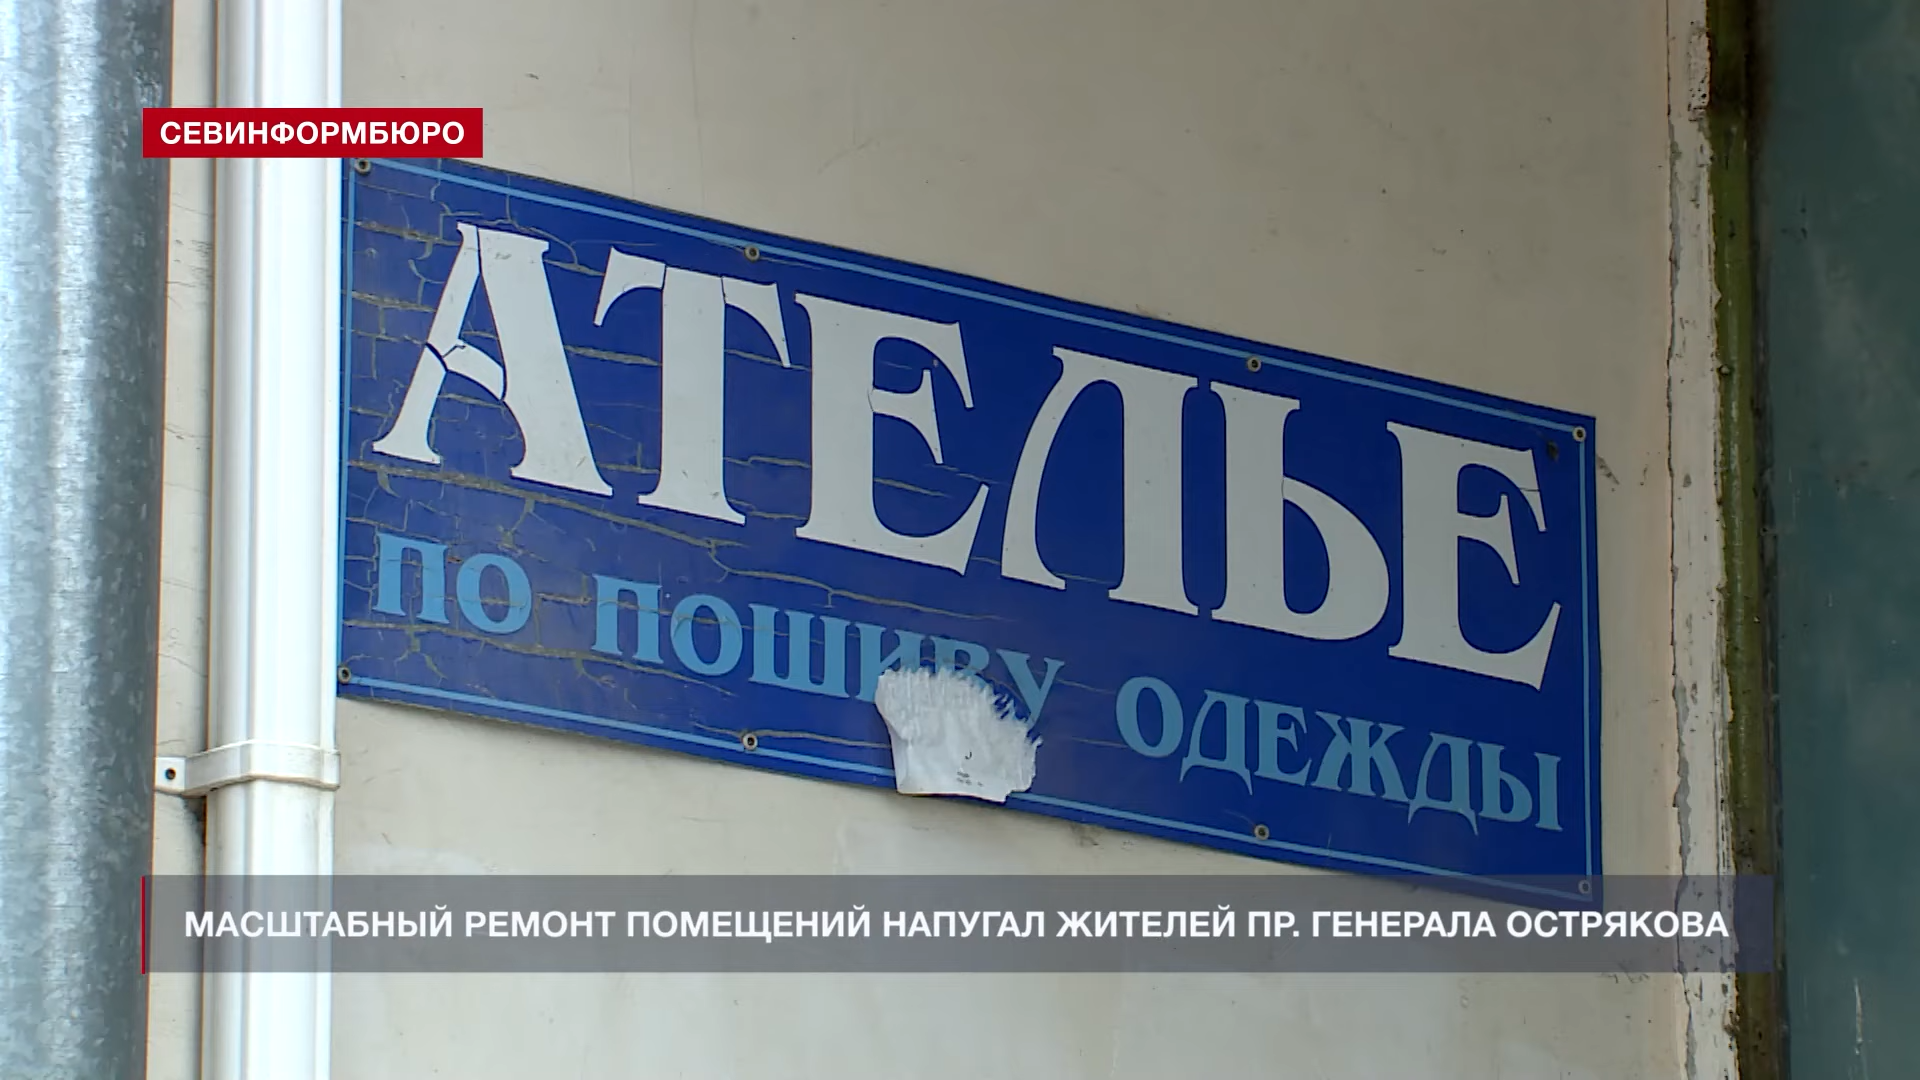 СЕВИНФОРМБЮРО
АТЕЛЬЕ
ПО ПОШИВУ ОДЕЖДЫ
МАСШТАБНЫЙ РЕМОНТ ПОМЕЩЕНИЙ НАПУГАЛ ЖИТЕЛЕЙ ПР. ГЕНЕРАЛА ОСТРЯКОВА